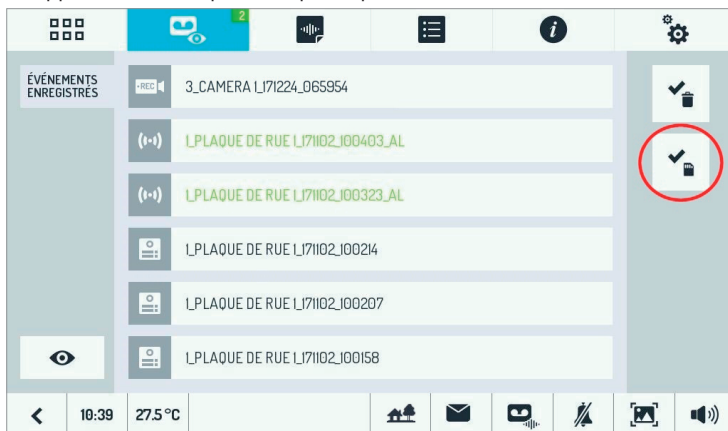 2
ÉVÉNEMENTS
ENREGISTRÉS
•REC
3_CAMERA 1_171224_065954
1_PLAQUE DE RUE 1_171102_100403_AL
1_PLAQUE DE RUE 1_171102_100323_AL
1_PLAQUE DE RUE 1_171102_100214
1_PLAQUE DE RUE 1_171102_100207
1_PLAQUE DE RUE 1_171102_100158
10:39 27.5 °C